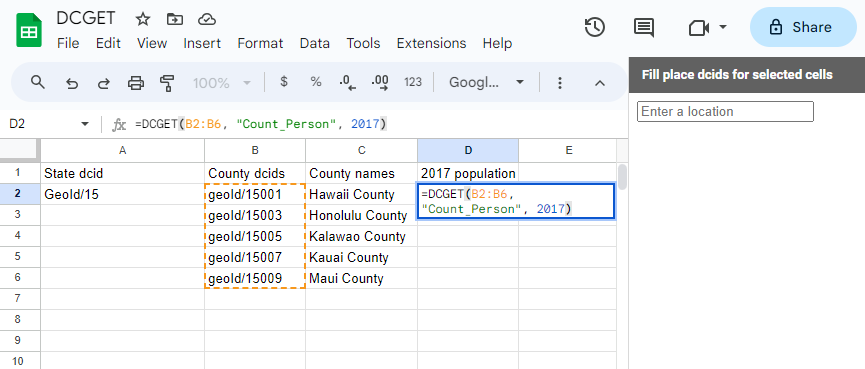 DCGET
File Edit View Insert Format Data Tools Extensions Help
Share
100% $ % .0 .00 123 Googl...
D2 fx =DCGET(B2:B6, "Count_Person", 2017)
A B C D E
1 State dcid County dcids County names 2017 population
2 GeoId/15 geoId/15001 Hawaii County =DCGET(B2:B6,
"Count_Person", 2017)
3 geoId/15003 Honolulu County
4 geoId/15005 Kalawao County
5 geoId/15007 Kauai County
6 geoId/15009 Maui County
7
8
9
10
Fill place dcids for selected cells
Enter a location